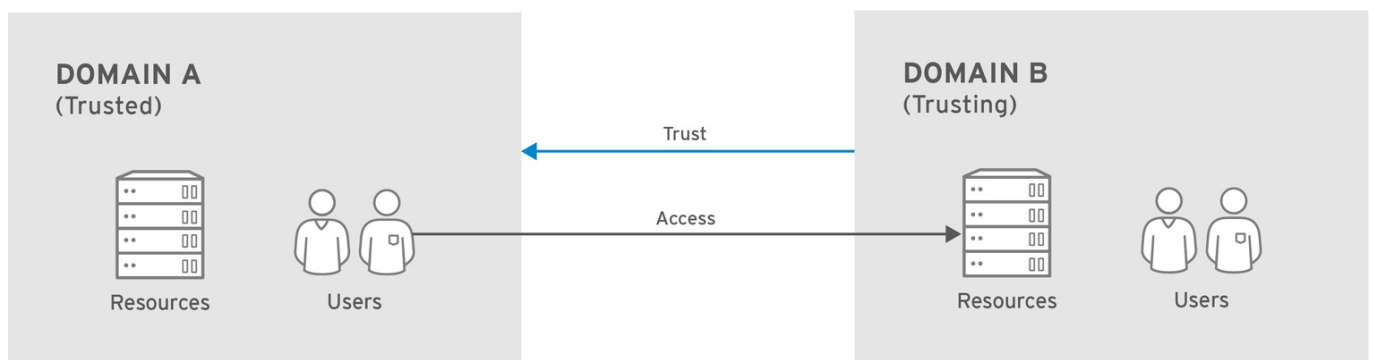 DOMAIN A
(Trusted)
Resources
Users
Trust
Access
DOMAIN B
(Trusting)
Resources
Users